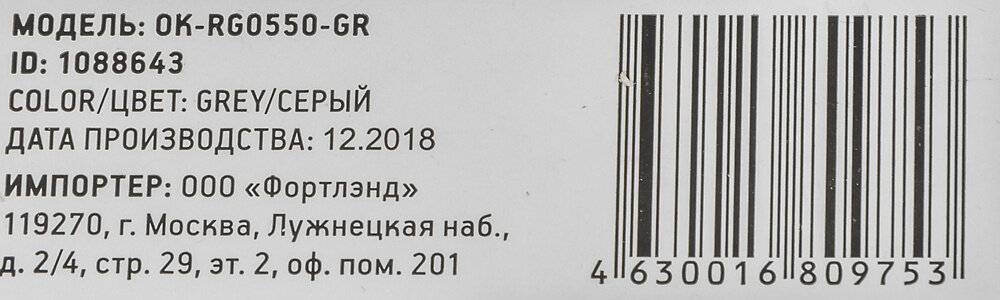 МОДЕЛЬ: OK-RG0550-GR
ID: 1088643
COLOR/ЦВЕТ: GREY/СЕРЫЙ
ДАТА ПРОИЗВОДСТВА: 12.2018
ИМПОРТЕР: ООО «Фортлэнд»
119270, г. Москва, Лужнецкая наб.,
д. 2/4, стр. 29, эт. 2, оф. пом. 201
4 630016 809753